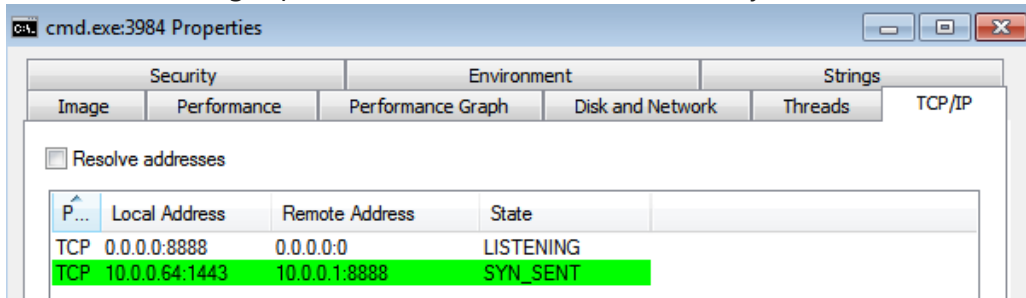 cmd.exe:3984 Properties
Security Environment Strings
Image Performance Performance Graph Disk and Network Threads TCP/IP
Resolve addresses
P... Local Address Remote Address State
TCP 0.0.0.0:8888 0.0.0.0:0 LISTENING
TCP 10.0.0.64:1443 10.0.0.1:8888 SYN_SENT